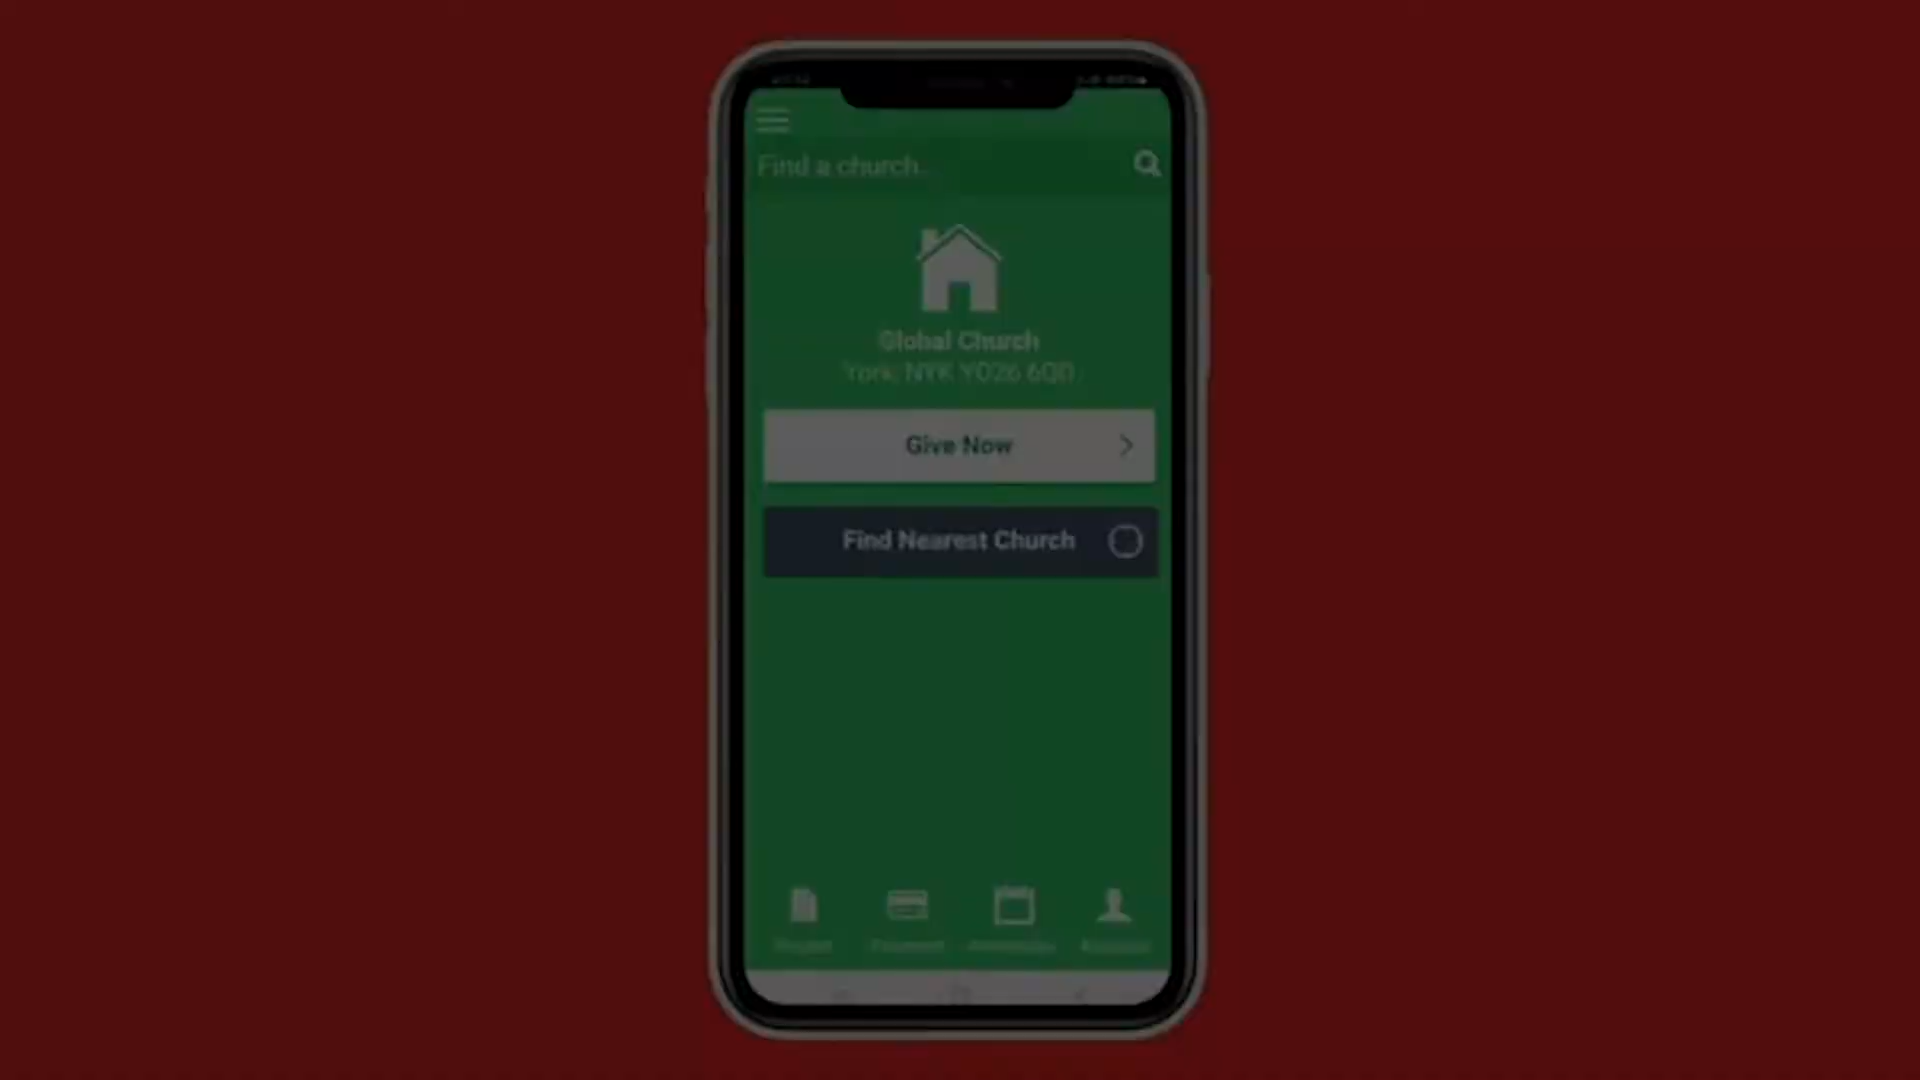 Find a church..
Global Church
York, NYK YO26 6QD
Give Now
Find Nearest Church